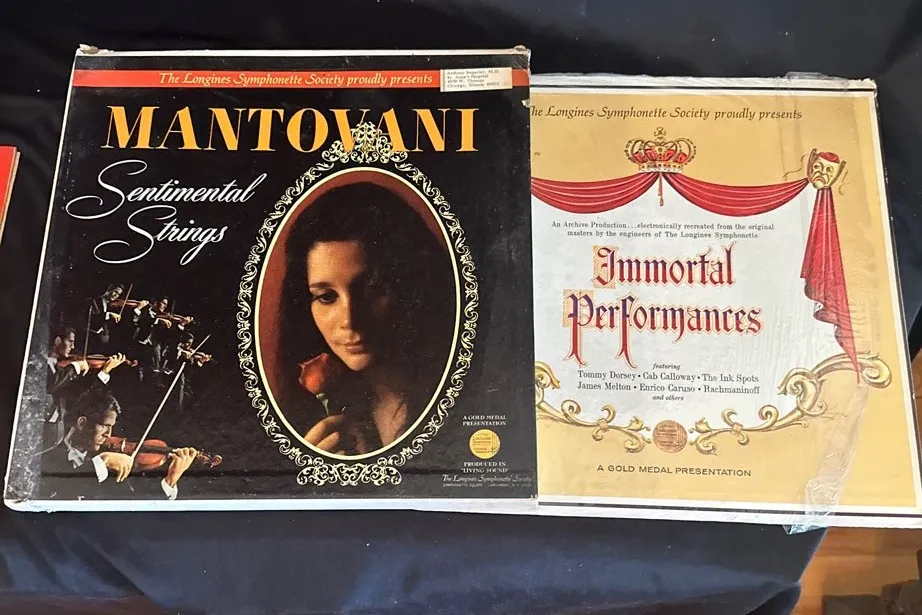 The Longines Symphonette Society proudly presents
MANTOVANI
Sentimental
Strings
A GOLD MEDAL
PRESENTATION
PRODUCED IN
"LIVING SOUND"
The Longines Symphonette Society
The Longines Symphonette Society proudly presents
An Archive Production...electronically recreated from the original
masters by the engineers of The Longines Symphonette
Immortal
Performances
featuring
Tommy Dorsey • Cab Calloway • The Ink Spots
James Melton • Enrico Caruso • Rachmaninoff
and others
A GOLD MEDAL PRESENTATION